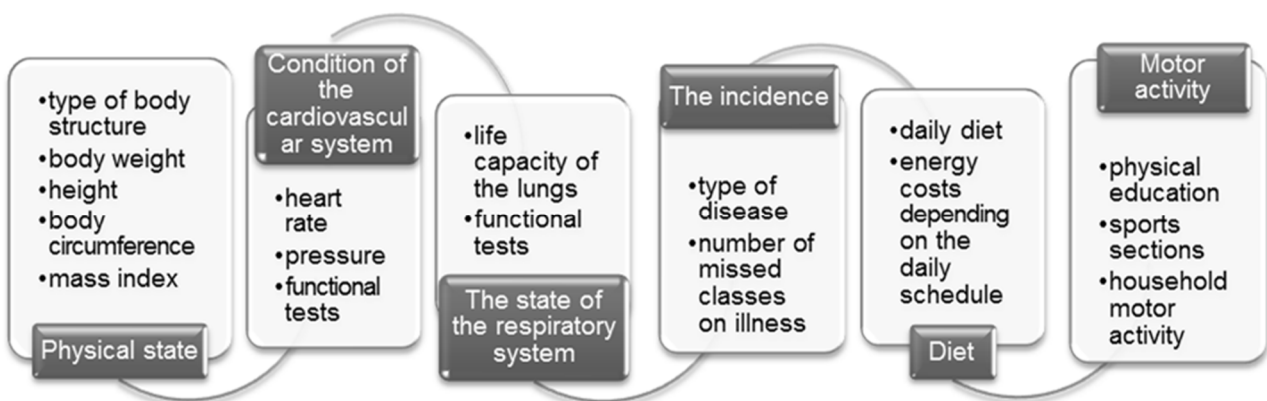 •type of body
structure
•body weight
•height
•body
circumference
•mass index
Physical state
Condition of
the
cardiovascul
ar system
•heart
rate
•pressure
•functional
tests
•life
capacity of
the lungs
•functional
tests
The state of
the respiratory
system
The incidence
•type of
disease
•number of
missed
classes
on illness
•daily diet
•energy
costs
depending
on the
daily
schedule
Diet
Motor
activity
•physical
education
•sports
sections
•household
motor
activity